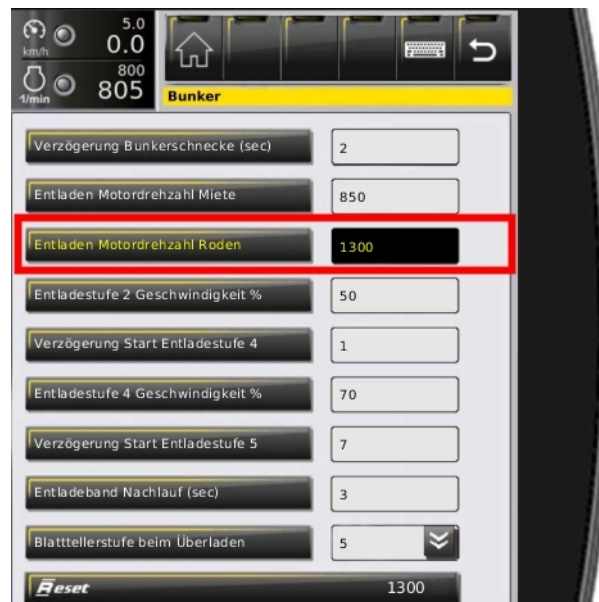 5.0
km/h 0.0
800
1/min 805
Bunker
Verzögerung Bunkerschnecke (sec) 2
Entladen Motordrehzahl Miete 850
Entladen Motordrehzahl Roden 1300
Entladestufe 2 Geschwindigkeit % 50
Verzögerung Start Entladestufe 4 1
Entladestufe 4 Geschwindigkeit % 70
Verzögerung Start Entladestufe 5 7
Entladeband Nachlauf (sec) 3
Blatttellerstufe beim Überladen 5
Reset 1300